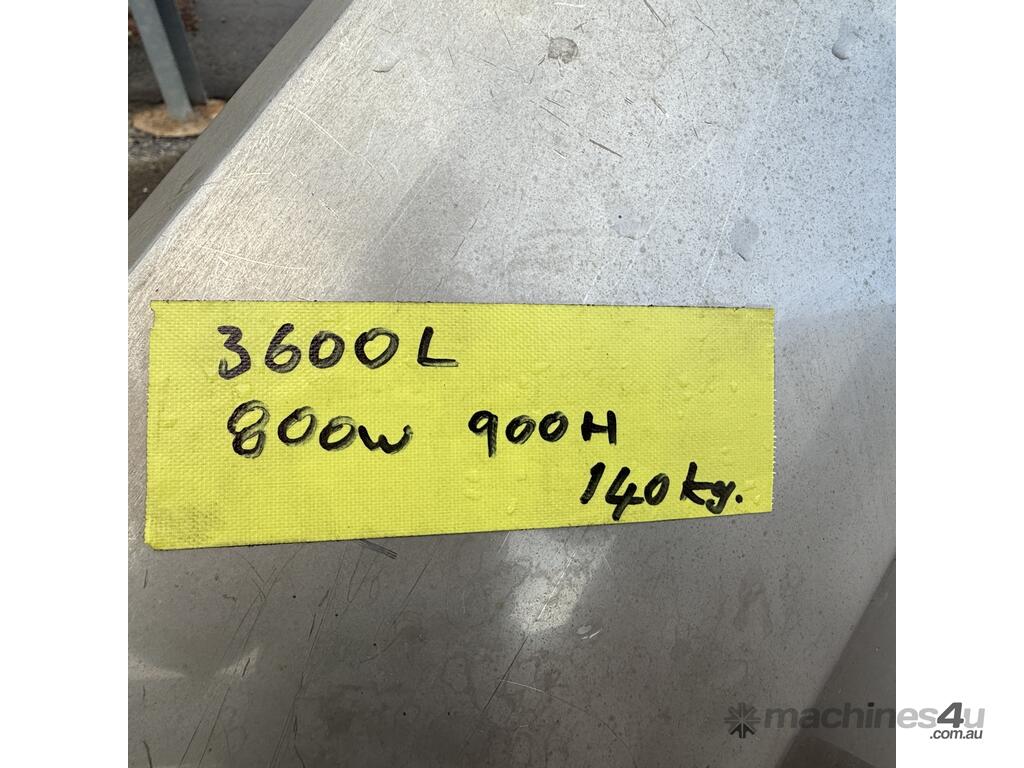 3600L
800W 900H
140kg.
machines4u
.com.au